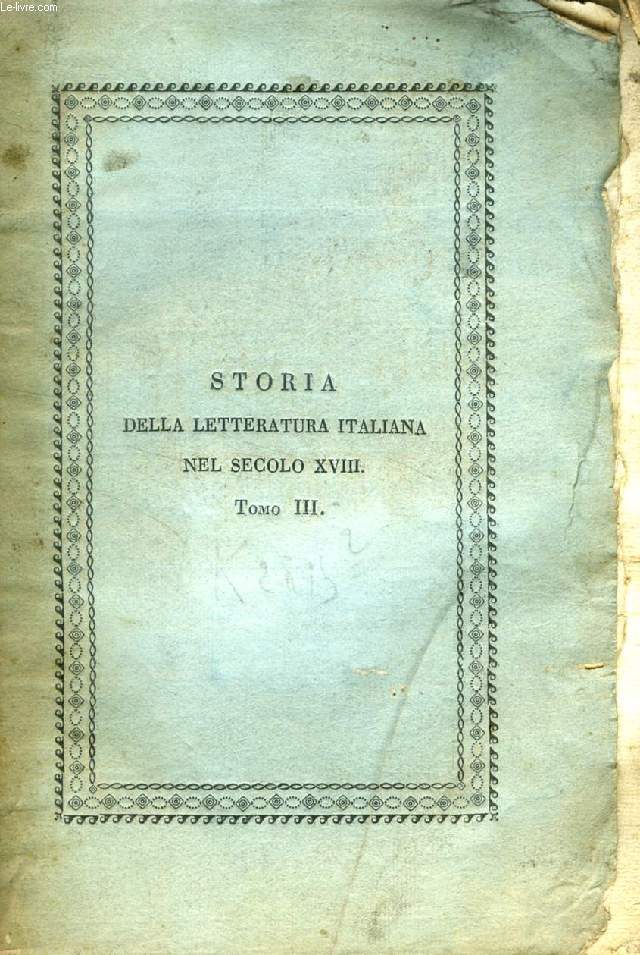 Le-livre.com
STORIA
DELLA LETTERATURA ITALIANA
NEL SECOLO XVIII.
Tomo III.